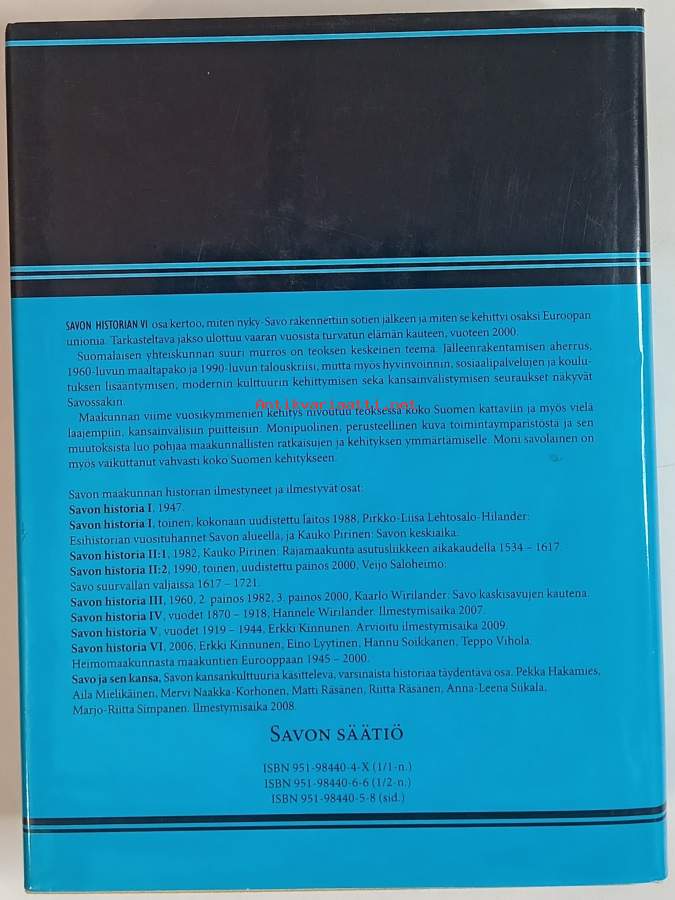 SAVON HISTORIAN VI osa kertoo, miten nyky-Savo rakennettiin sotien jälkeen ja miten se kehittyi osaksi Euroopan
unionia. Tarkasteltava jakso ulottuu vaaran vuosista turvatun elämän kauteen, vuoteen 2000.
Suomalaisen yhteiskunnan suuri murros on teoksen keskeinen teema. Jälleenrakentamisen aherrus,
1960-luvun maaltapako ja 1990-luvun talouskriisi, mutta myös hyvinvoinnin, sosiaalipalvelujen ja koulu-
tuksen lisääntymisen, modernin kulttuurin kehittymisen sekä kansainvälistymisen seuraukset näkyvät
Savossakin.
Antikvariaatti.net
Maakunnan viime vuosikymmenien kehitys nivoutuu teoksessa koko Suomen kattaviin ja myös vielä
laajempiin, kansainvälisiin puitteisiin. Monipuolinen, perusteellinen kuva toimintaympäristöstä ja sen
muutoksista luo pohjaa maakunnallisten ratkaisujen ja kehityksen ymmärtämiselle. Moni savolainen on
myös vaikuttanut vahvasti koko Suomen kehitykseen.
Savon maakunnan historian ilmestyneet ja ilmestyvät osat:
Savon historia I. 1947.
Savon historia I, toinen, kokonaan uudistettu laitos 1988, Pirkko-Liisa Lehtosalo-Hilander:
Esihistorian vuosituhannet Savon alueella, ja Kauko Pirinen: Savon keskiaika.
Savon historia II:1, 1982, Kauko Pirinen: Rajamaakunta asutusliikkeen aikakaudella 1534 – 1617.
Savon historia II:2, 1990, toinen, uudistettu painos 2000, Veijo Saloheimo:
Savo suurvallan valjaissa 1617 – 1721.
Savon historia III, 1960, 2. painos 1982, 3. painos 2000, Kaarlo Wirilander: Savo kaskisavujen kautena.
Savon historia IV, vuodet 1870 – 1918, Hannele Wirilander. Ilmestymisaika 2007.
Savon historia V, vuodet 1919 – 1944, Erkki Kinnunen. Arvioitu ilmestymisaika 2009.
Savon historia VI, 2006, Erkki Kinnunen, Eino Lyytinen, Hannu Soikkanen, Teppo Vihola:
Heimomaakunnasta maakuntien Eurooppaan 1945 – 2000.
Savo ja sen kansa, Savon kansankulttuuria käsittelevä, varsinaista historiaa täydentävä osa. Pekka Hakamies,
Aila Mielikäinen, Mervi Naakka-Korhonen, Matti Räsänen, Riitta Räsänen, Anna-Leena Siikala,
Marjo-Riitta Simpanen. Ilmestymisaika 2008.
SAVON SÄÄTIÖ
ISBN 951-98440-4-X (1/1-n.)
ISBN 951-98440-6-6 (1/2-n.)
ISBN 951-98440-5-8 (sid.)